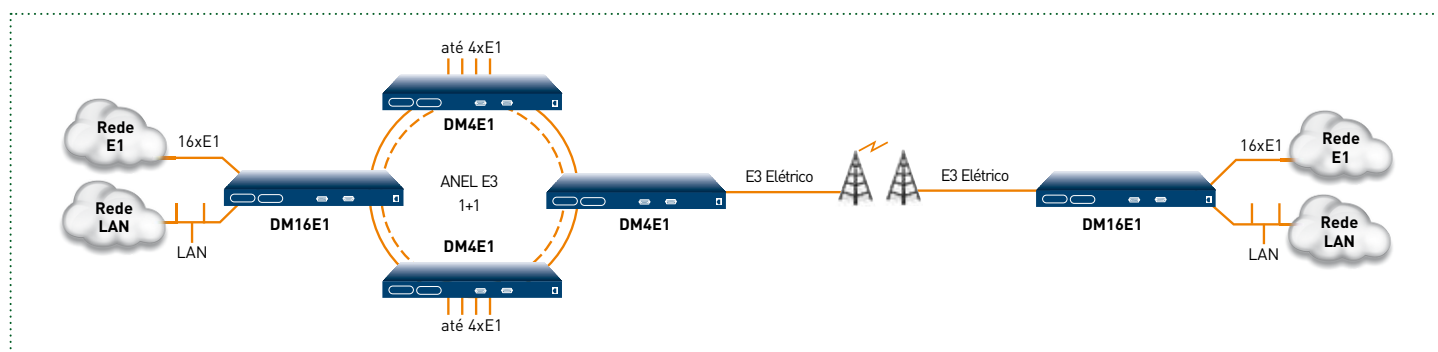 até 4xE1
DM4E1
Rede
E1
16xE1
Rede
LAN
LAN
DM16E1
ANEL E3
1+1
DM4E1
E3 Elétrico
DM4E1
até 4xE1
E3 Elétrico
DM16E1
16xE1
Rede
E1
Rede
LAN
LAN